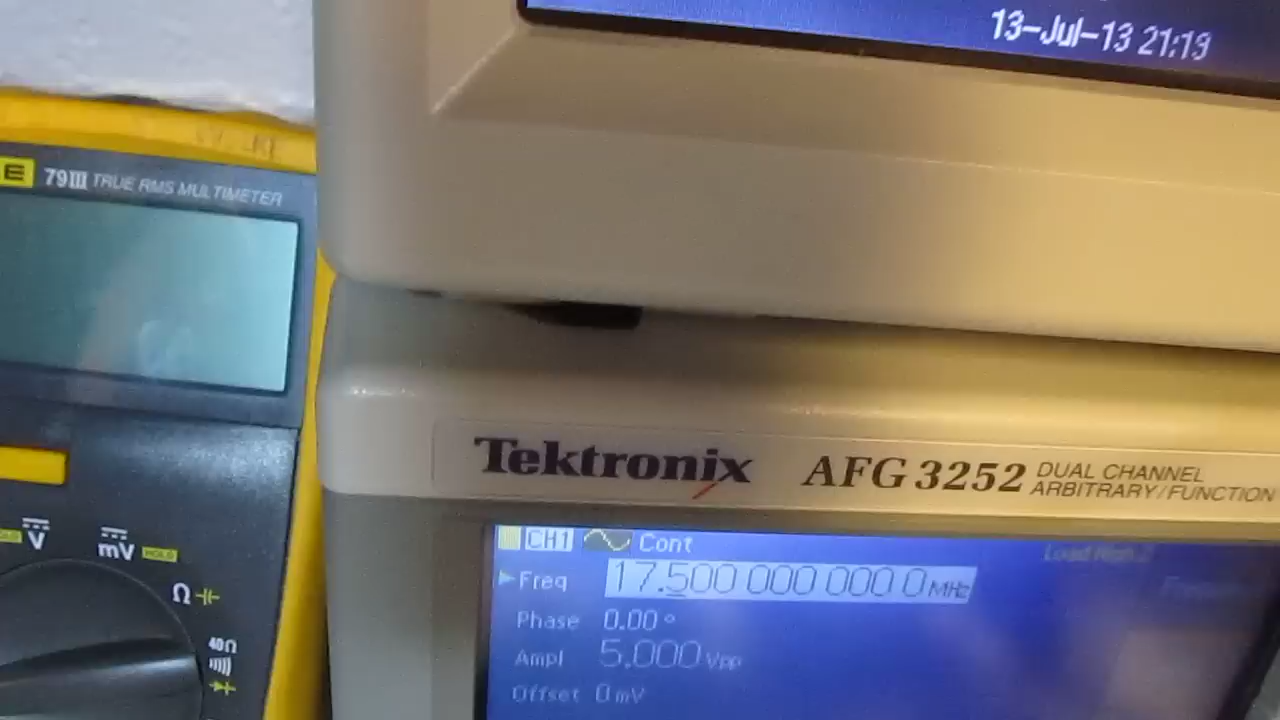 13-Jul-13 21:19
E 79III TRUE RMS MULTIMETER
Tektronix AFG 3252 DUAL CHANNEL
ARBITRARY/FUNCTION
CH1 Cont
Freq 17.500 000 000 0 MHz
Phase 0.00 °
Ampl 5.000 Vpp
Offset 0 mV
V mV HOLD
Ω
40Ω